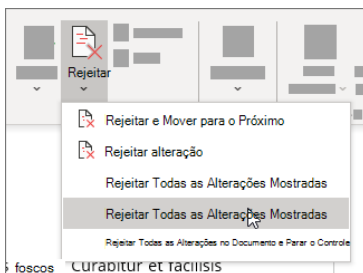 Rejeitar
Rejeitar e Mover para o Próximo
Rejeitar alteração
Rejeitar Todas as Alterações Mostradas
Rejeitar Todas as Alterações Mostradas
Rejeitar Todas as Alterações no Documento e Parar o Controle
foscos Curabitur et facilisis